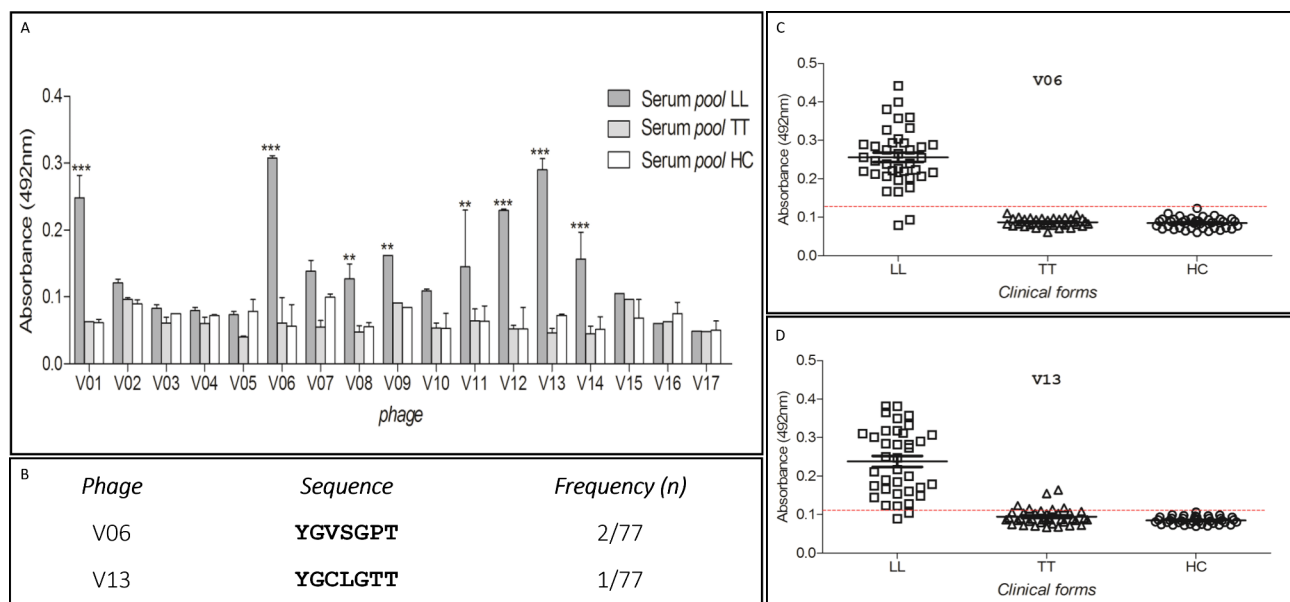 A
Absorbance (492nm)
0.4
0.3
0.2
0.1
0.0
Serum pool LL
Serum pool TT
Serum pool HC
*** *** ** ** ** *** *** ***
V01 V02 V03 V04 V05 V06 V07 V08 V09 V10 V11 V12 V13 V14 V15 V16 V17
phage
B
Phage Sequence Frequency (n)
V06 YGVSGPT 2/77
V13 YGCLGTT 1/77
C
V06
Absorbance (492nm)
0.5
0.4
0.3
0.2
0.1
0.0
LL TT HC
Clinical forms
D
V13
Absorbance (492nm)
0.5
0.4
0.3
0.2
0.1
0.0
LL TT HC
Clinical forms